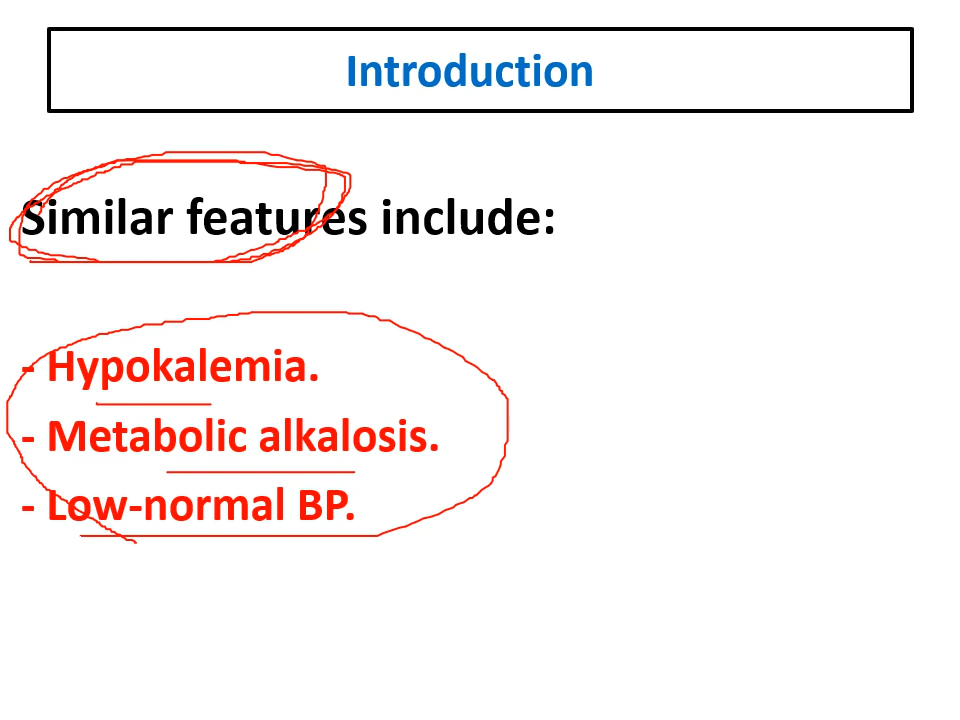 Introduction
Similar features include:
- Hypokalemia.
- Metabolic alkalosis.
- Low-normal BP.